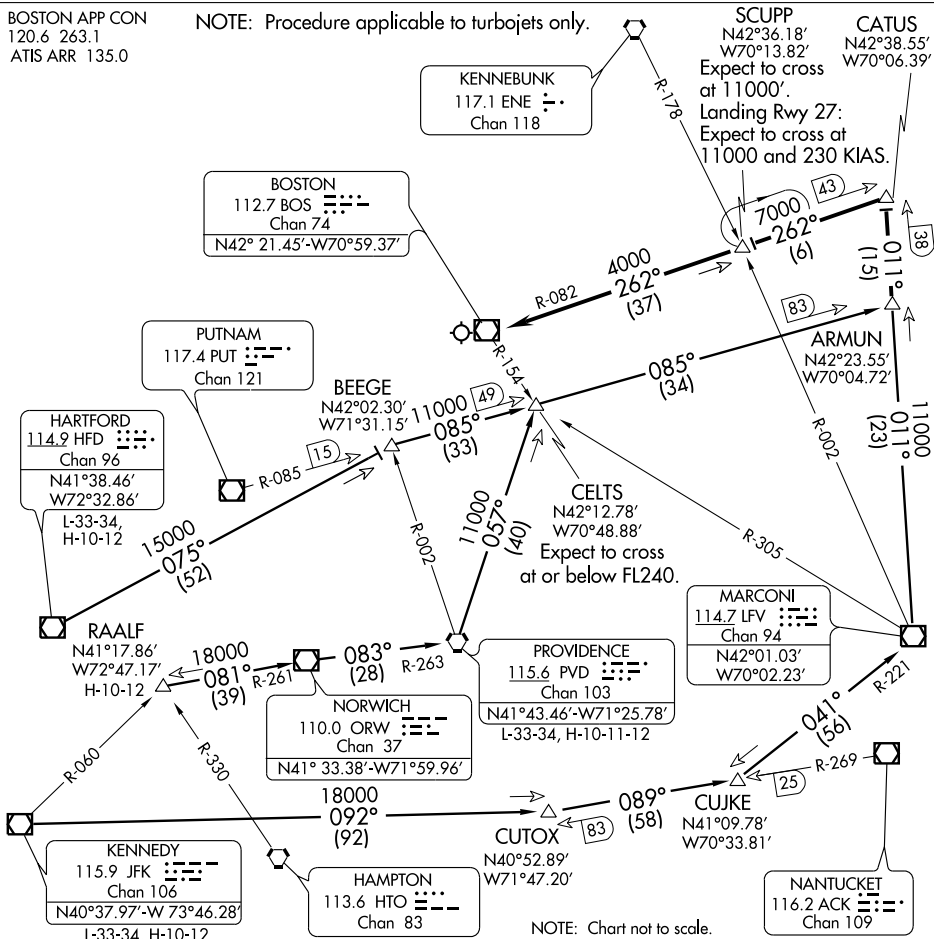 BOSTON APP CON
120.6 263.1
ATIS ARR 135.0
NOTE: Procedure applicable to turbojets only.
SCUPP
N42°36.18'
W70°13.82'
Expect to cross
at 11000'.
Landing Rwy 27:
Expect to cross at
11000 and 230 KIAS.
CATUS
N42°38.55'
W70°06.39'
KENNEBUNK
117.1 ENE
Chan 118
R-178
BOSTON
112.7 BOS
Chan 74
N42° 21.45'-W70°59.37'
43
7000
262°
(6)
38
011°
(15)
4000
R-082
262°
(37)
83
ARMUN
N42°23.55'
W70°04.72'
PUTNAM
117.4 PUT
Chan 121
R-154
085°
(34)
BEEGE
N42°02.30'
W71°31.15'
11000
49
085°
(33)
R-002
11000
011°
(23)
HARTFORD
114.9 HFD
Chan 96
N41°38.46'
W72°32.86'
L-33-34,
H-10-12
R-085
15
CELTS
N42°12.78'
W70°48.88'
Expect to cross
at or below FL240.
15000
075°
(52)
R-002
11000
057°
(40)
R-305
MARCONI
114.7 LFV
Chan 94
N42°01.03'
W70°02.23'
RAALF
N41°17.86'
W72°47.17'
H-10-12
18000
081°
(39)
R-261
083°
(28)
R-263
PROVIDENCE
115.6 PVD
Chan 103
N41°43.46'-W71°25.78'
L-33-34, H-10-11-12
R-221
NORWICH
110.0 ORW
Chan 37
N41° 33.38'-W71°59.96'
041°
(56)
R-060
R-330
R-269
25
18000
092°
(92)
83
089°
(58)
CUTOX
N40°52.89'
W71°47.20'
CUJKE
N41°09.78'
W70°33.81'
KENNEDY
115.9 JFK
Chan 106
N40°37.97'-W 73°46.28'
L-33-34, H-10-12
HAMPTON
113.6 HTO
Chan 83
NANTUCKET
116.2 ACK
Chan 109
NOTE: Chart not to scale.